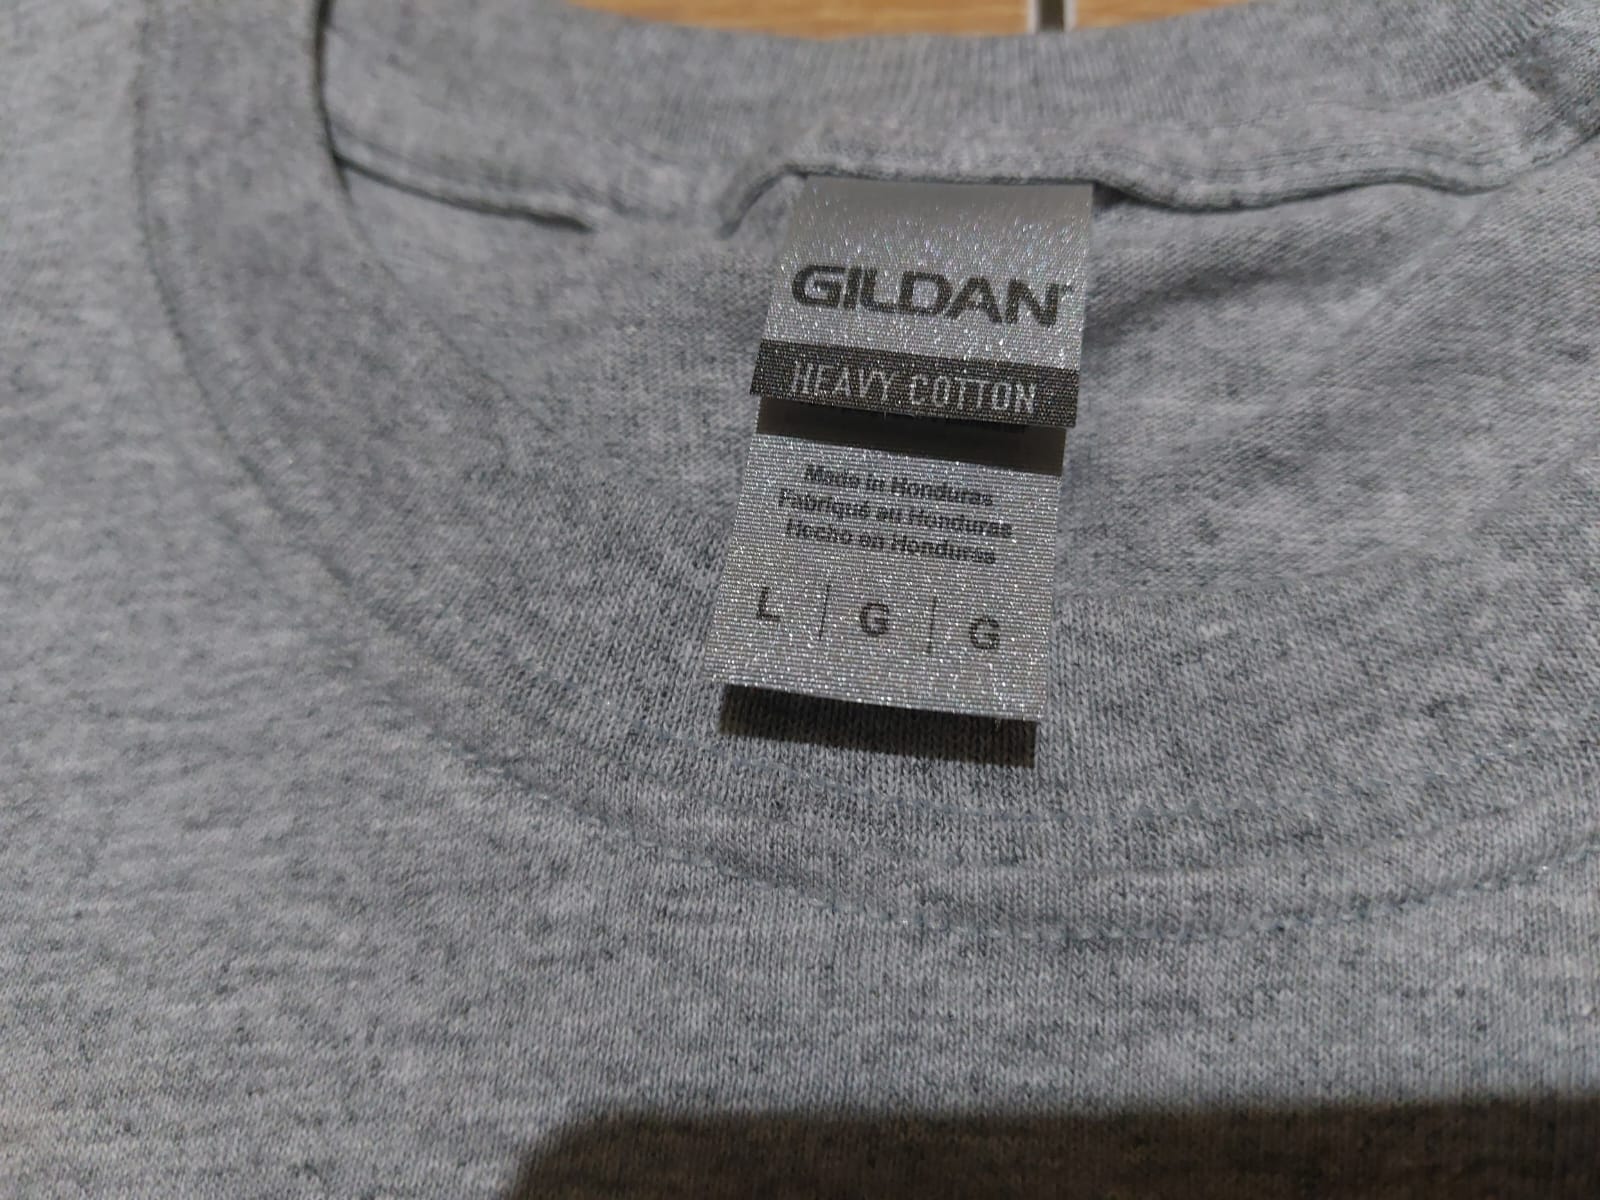 GILDAN
HEAVY COTTON
Made in Honduras
Fabriqué au Honduras
Hecho en Honduras
L | G | G